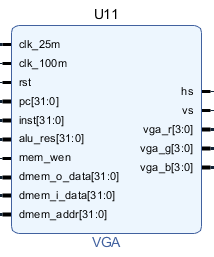 U11
clk_25m
clk_100m
rst
pc[31:0]
inst[31:0]
alu_res[31:0]
mem_wen
dmem_o_data[31:0]
dmem_i_data[31:0]
dmem_addr[31:0]
hs
vs
vga_r[3:0]
vga_g[3:0]
vga_b[3:0]
VGA